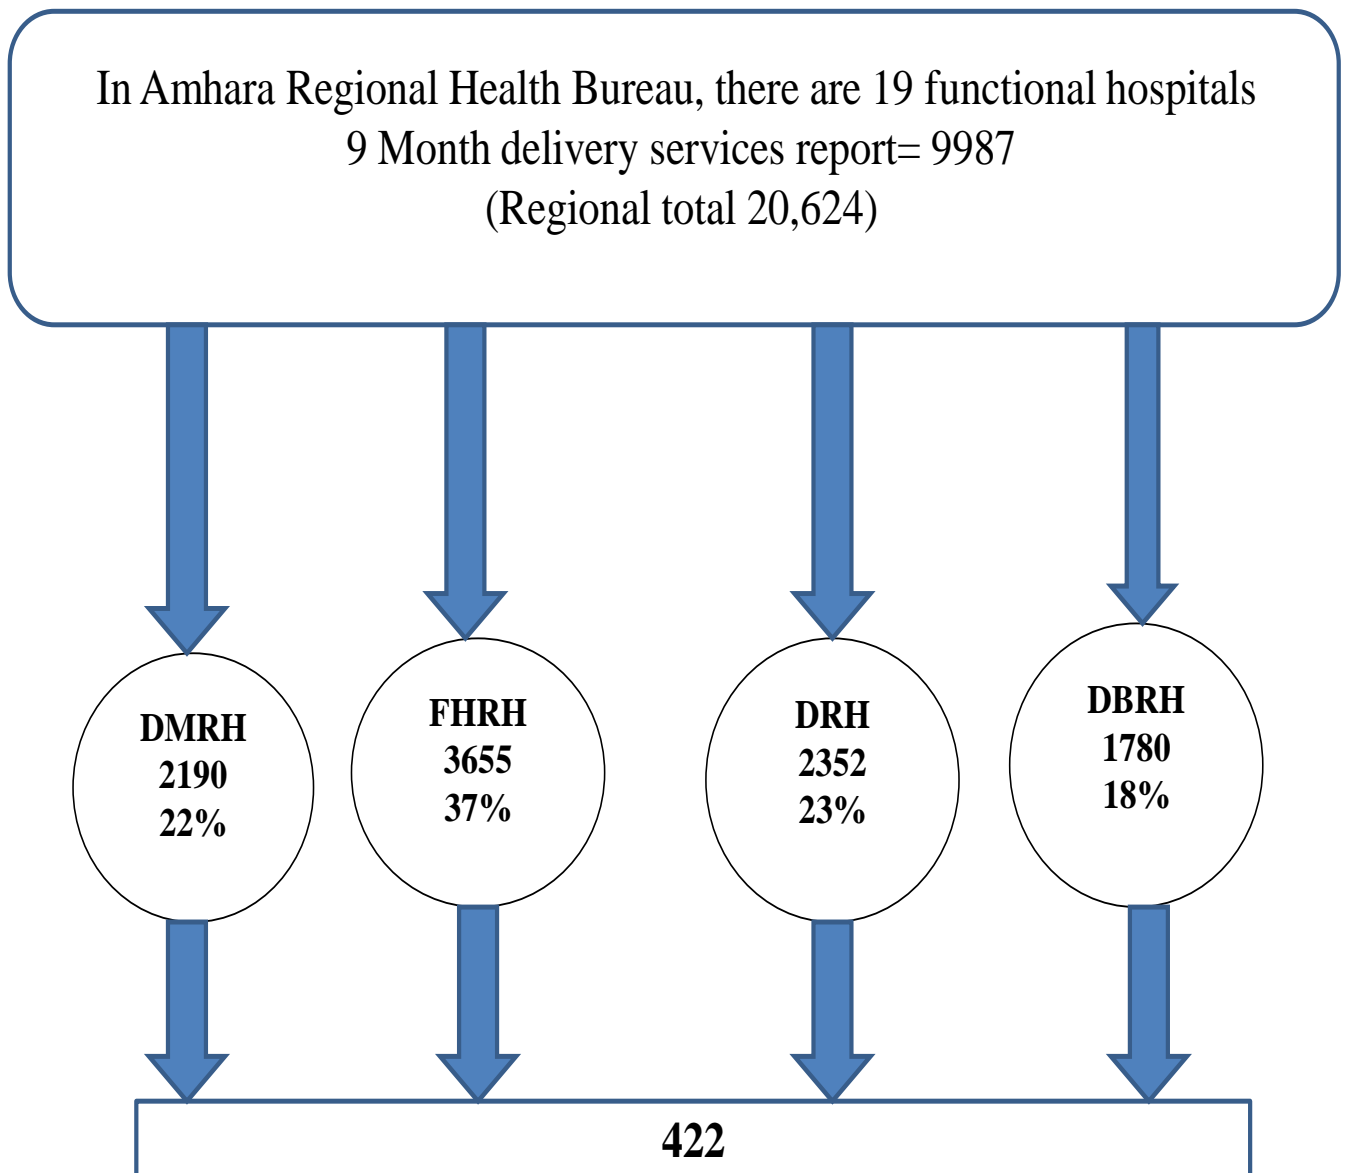 In Amhara Regional Health Bureau, there are 19 functional hospitals
9 Month delivery services report= 9987
(Regional total 20,624)
DMRH
2190
22%
FHRH
3655
37%
DRH
2352
23%
DBRH
1780
18%
422